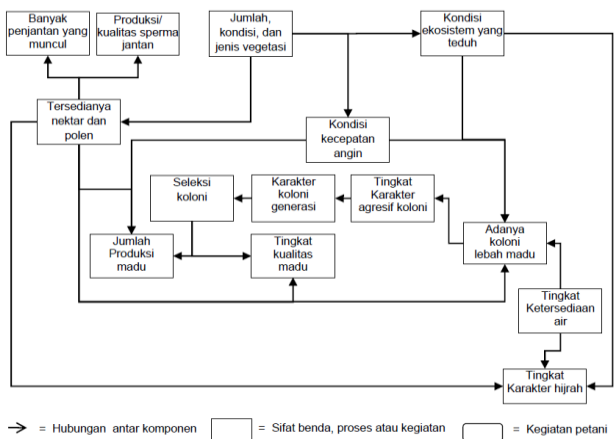 Banyak
penjantan yang
muncul
Produksi/
kualitas sperma
jantan
Jumlah,
kondisi, dan
jenis vegetasi
Kondisi
ekosistem yang
teduh
Tersedianya
nektar dan
polen
Kondisi
kecepatan
angin
Seleksi
koloni
Karakter
koloni
generasi
Tingkat
Karakter
agresif koloni
Adanya
koloni
lebah madu
Jumlah
Produksi
madu
Tingkat
kualitas
madu
Tingkat
Ketersediaan
air
Tingkat
Karakter hijrah
= Hubungan antar komponen
= Sifat benda, proses atau kegiatan
= Kegiatan petani